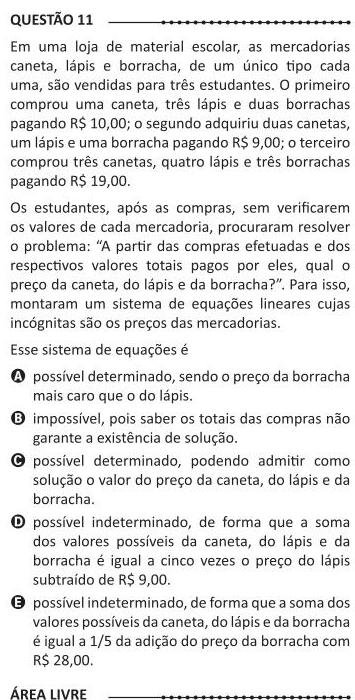 QUESTÃO 11
Em uma loja de material escolar, as mercadorias
caneta, lápis e borracha, de um único tipo cada
uma, são vendidas para três estudantes. O primeiro
comprou uma caneta, três lápis e duas borrachas
pagando R$ 10,00; o segundo adquiriu duas canetas,
um lápis e uma borracha pagando R$ 9,00; o terceiro
comprou três canetas, quatro lápis e três borrachas
pagando R$ 19,00.
Os estudantes, após as compras, sem verificarem
os valores de cada mercadoria, procuraram resolver
o problema: “A partir das compras efetuadas e dos
respectivos valores totais pagos por eles, qual o
preço da caneta, do lápis e da borracha?”. Para isso,
montaram um sistema de equações lineares cujas
incógnitas são os preços das mercadorias.
Esse sistema de equações é
A possível determinado, sendo o preço da borracha
mais caro que o do lápis.
B impossível, pois saber os totais das compras não
garante a existência de solução.
C possível determinado, podendo admitir como
solução o valor do preço da caneta, do lápis e da
borracha.
D possível indeterminado, de forma que a soma
dos valores possíveis da caneta, do lápis e da
borracha é igual a cinco vezes o preço do lápis
subtraído de R$ 9,00.
E possível indeterminado, de forma que a soma dos
valores possíveis da caneta, do lápis e da borracha
é igual a 1/5 da adição do preço da borracha com
R$ 28,00.
ÁREA LIVRE